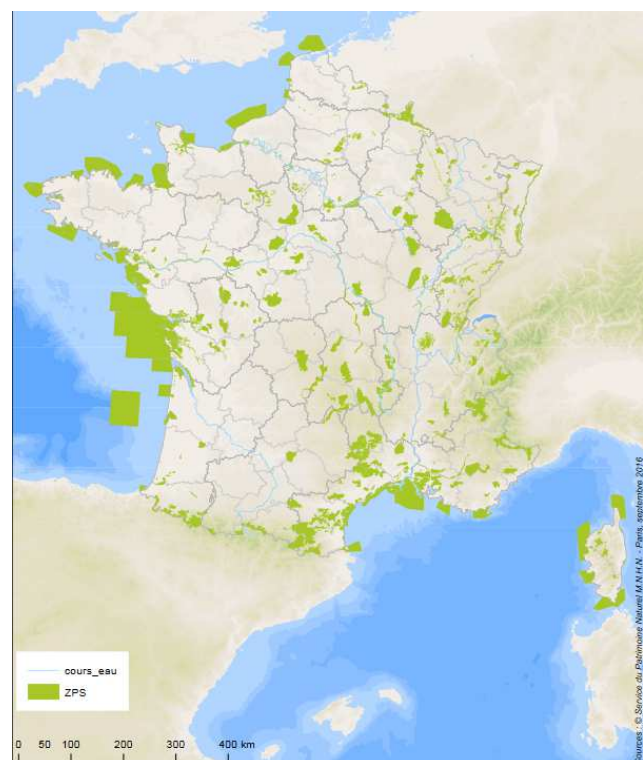 cours_eau
ZPS
0 50 100 200 300 400 km
Sources : © Service du Patrimoine Naturel M.N.H.N. - Paris, septembre 2016